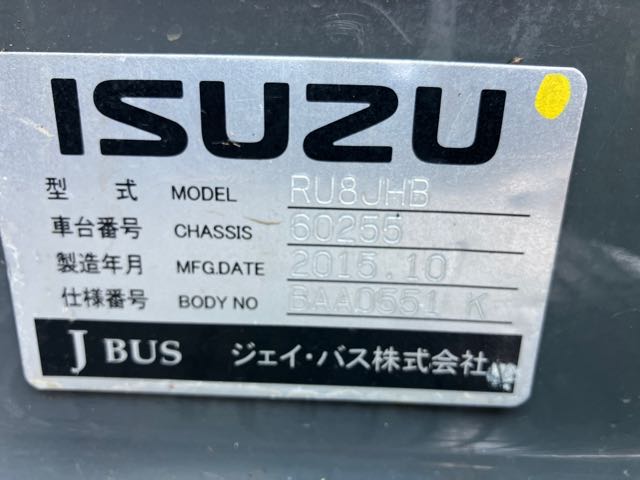 ISUZU
型 式 MODEL RU8JHB
車台番号 CHASSIS 60255
製造年月 MFG.DATE 2015.10
仕様番号 BODY NO BAA0551 K
J BUS ジェイ・バス株式会社